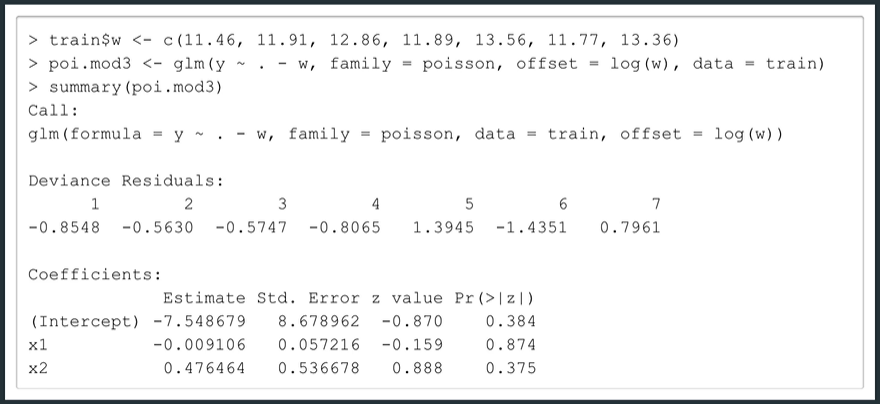 > train$w <- c(11.46, 11.91, 12.86, 11.89, 13.56, 11.77, 13.36)
> poi.mod3 <- glm(y ~ . - w, family = poisson, offset = log(w), data = train)
> summary(poi.mod3)
Call:
glm(formula = y ~ . - w, family = poisson, data = train, offset = log(w))
Deviance Residuals:
1 2 3 4 5 6 7
-0.8548 -0.5630 -0.5747 -0.8065 1.3945 -1.4351 0.7961
Coefficients:
Estimate Std. Error z value Pr(>|z|)
(Intercept) -7.548679 8.678962 -0.870 0.384
x1 -0.009106 0.057216 -0.159 0.874
x2 0.476464 0.536678 0.888 0.375